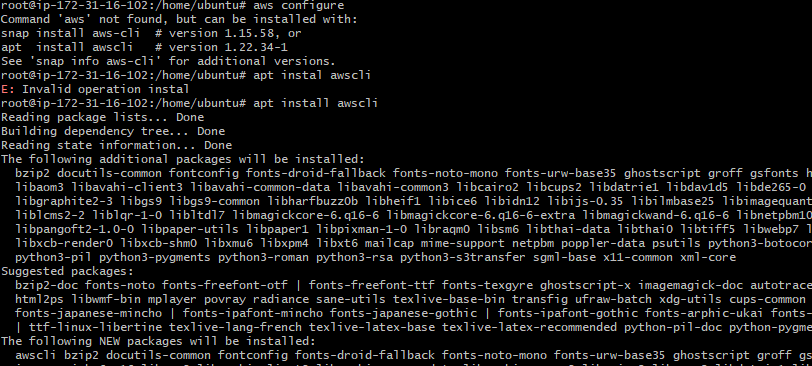 root@ip-172-31-16-102:/home/ubuntu# aws configure
Command 'aws' not found, but can be installed with:
snap install aws-cli  # version 1.15.58, or
apt  install awscli   # version 1.22.34-1
See 'snap info aws-cli' for additional versions.
root@ip-172-31-16-102:/home/ubuntu# apt instal awscli
E: Invalid operation instal
root@ip-172-31-16-102:/home/ubuntu# apt install awscli
Reading package lists... Done
Building dependency tree... Done
Reading state information... Done
The following additional packages will be installed:
  bzip2 docutils-common fontconfig fonts-droid-fallback fonts-noto-mono fonts-urw-base35 ghostscript groff gsfonts h
  libaom3 libavahi-client3 libavahi-common-data libavahi-common3 libcairo2 libcups2 libdatrie1 libdav1d5 libde265-0
  libgraphite2-3 libgs9 libgs9-common libharfbuzz0b libheif1 libice6 libidn12 libijs-0.35 libilmbase25 libimagequant
  liblcms2-2 liblqr-1-0 libltdl7 libmagickcore-6.q16-6 libmagickcore-6.q16-6-extra libmagickwand-6.q16-6 libnetpbm10
  libpangoft2-1.0-0 libpaper-utils libpaper1 libpixman-1-0 libraqm0 libsm6 libthai-data libthai0 libtiff5 libwebp7 l
  libxcb-render0 libxcb-shm0 libxmu6 libxpm4 libxt6 mailcap mime-support netpbm poppler-data psutils python3-botocor
  python3-pil python3-pygments python3-roman python3-rsa python3-s3transfer sgml-base x11-common xml-core
Suggested packages:
  bzip2-doc fonts-noto fonts-freefont-otf | fonts-freefont-ttf fonts-texgyre ghostscript-x imagemagick-doc autotrace
  html2ps libwmf-bin mplayer povray radiance sane-utils texlive-base-bin transfig ufraw-batch xdg-utils cups-common
  fonts-japanese-mincho | fonts-ipafont-mincho fonts-japanese-gothic | fonts-ipafont-gothic fonts-arphic-ukai fonts-
  | ttf-linux-libertine texlive-lang-french texlive-latex-base texlive-latex-recommended python-pil-doc python-pygme
The following NEW packages will be installed:
  awscli bzip2 docutils-common fontconfig fonts-droid-fallback fonts-noto-mono fonts-urw-base35 ghostscript groff gs